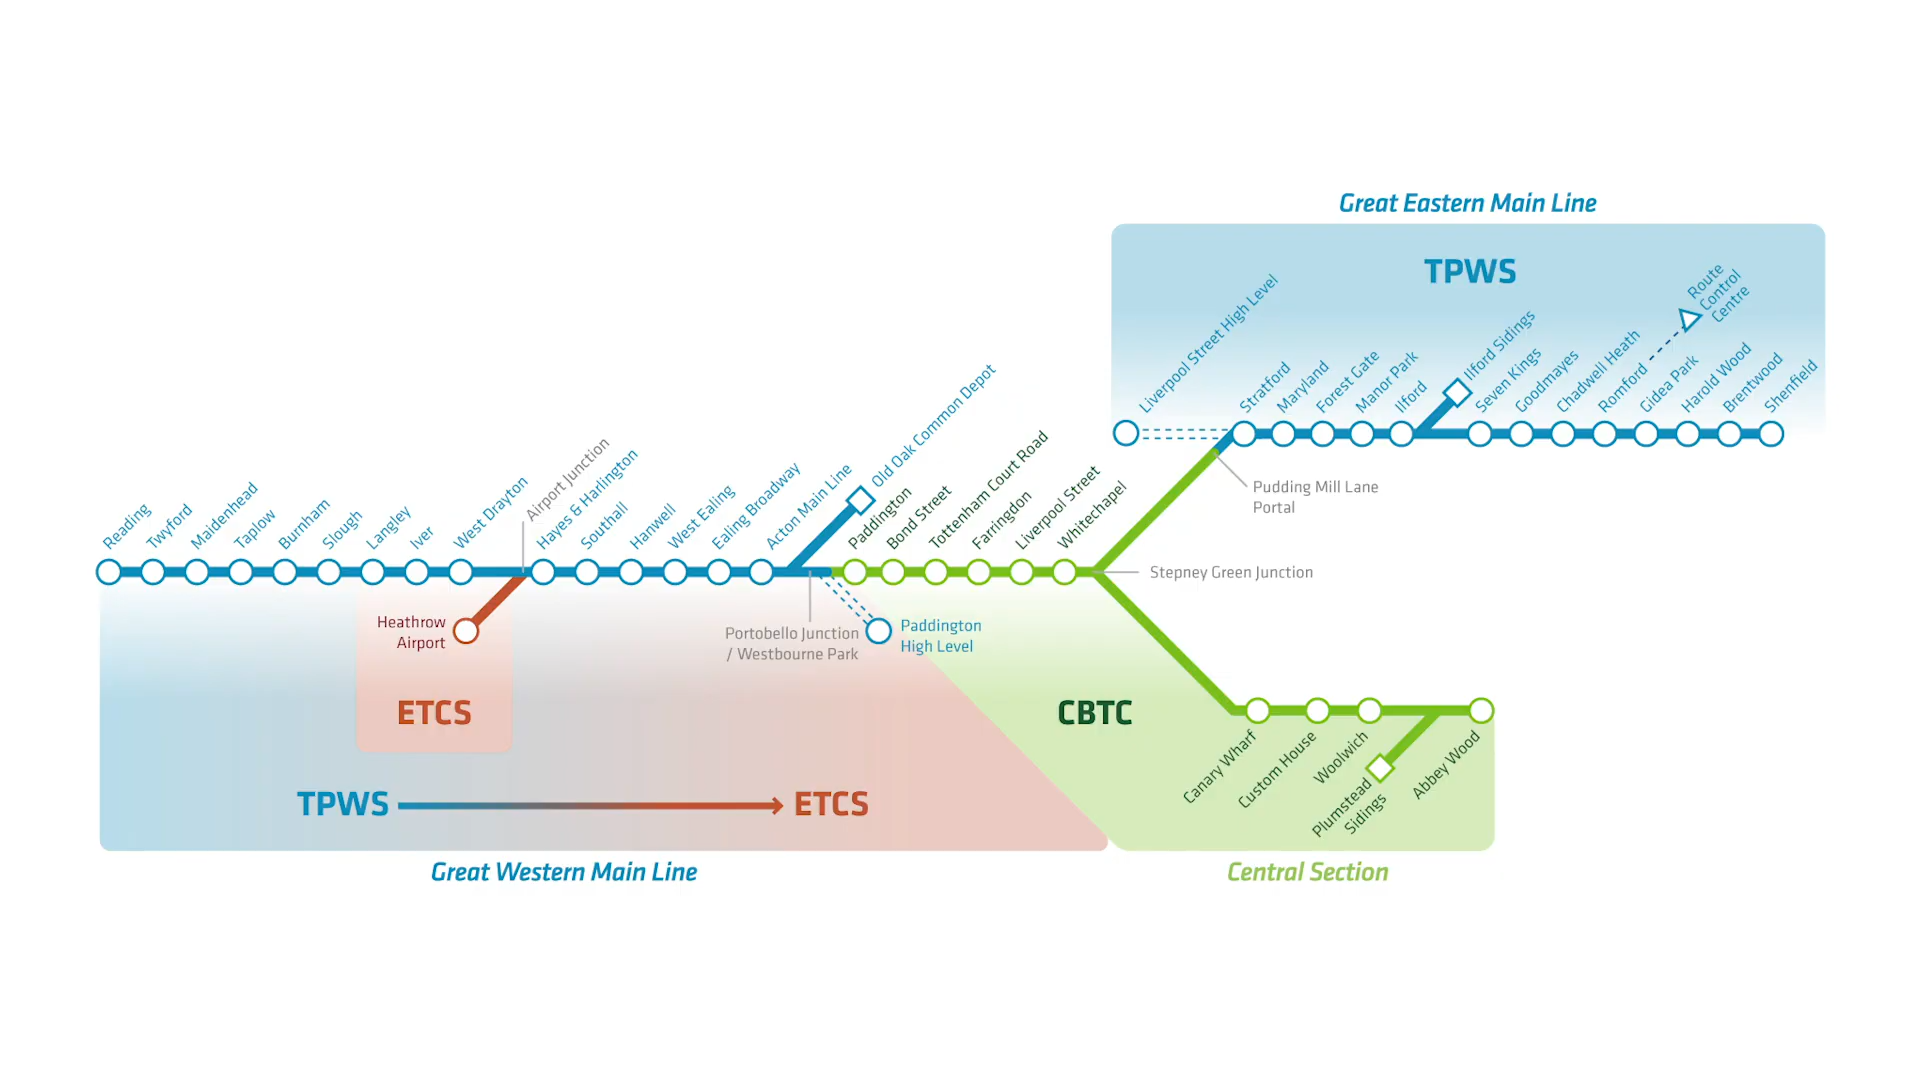 Great Eastern Main Line
TPWS
Liverpool Street High Level
Stratford
Maryland
Forest Gate
Manor Park
Ilford
Ilford Sidings
Seven Kings
Goodmayes
Chadwell Heath
Romford
Route
Control
Centre
Gidea Park
Harold Wood
Brentwood
Shenfield
Pudding Mill Lane
Portal
Reading
Twyford
Maidenhead
Taplow
Burnham
Slough
Langley
Iver
West Drayton
Airport Junction
Hayes & Harlington
Southall
Hanwell
West Ealing
Ealing Broadway
Acton Main Line
Old Oak Common Depot
Paddington
Bond Street
Tottenham Court Road
Farringdon
Liverpool Street
Whitechapel
Stepney Green Junction
Heathrow
Airport
Portobello Junction
/ Westbourne Park
Paddington
High Level
ETCS
CBTC
Canary Wharf
Custom House
Woolwich
Plumstead
Sidings
Abbey Wood
TPWS
ETCS
Great Western Main Line
Central Section